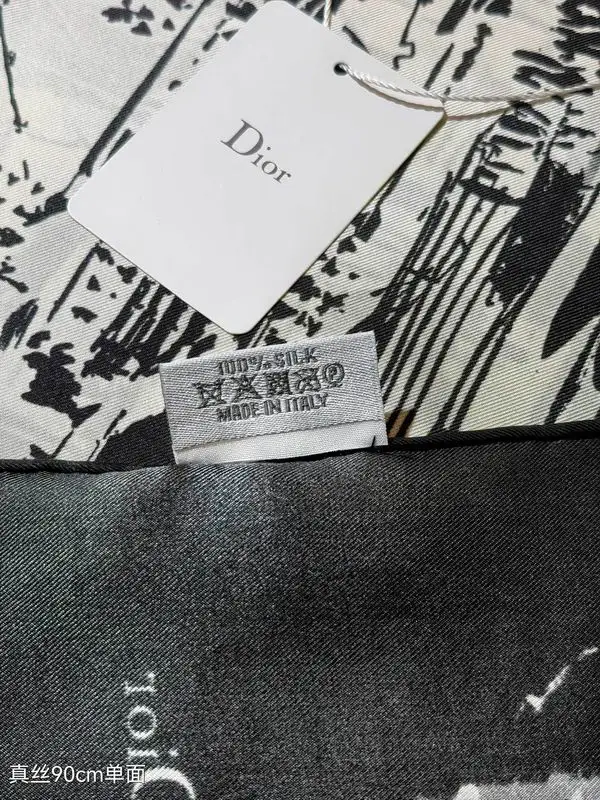 Dior
100% SILK
MADE IN ITALY
Dior
真丝90cm单面